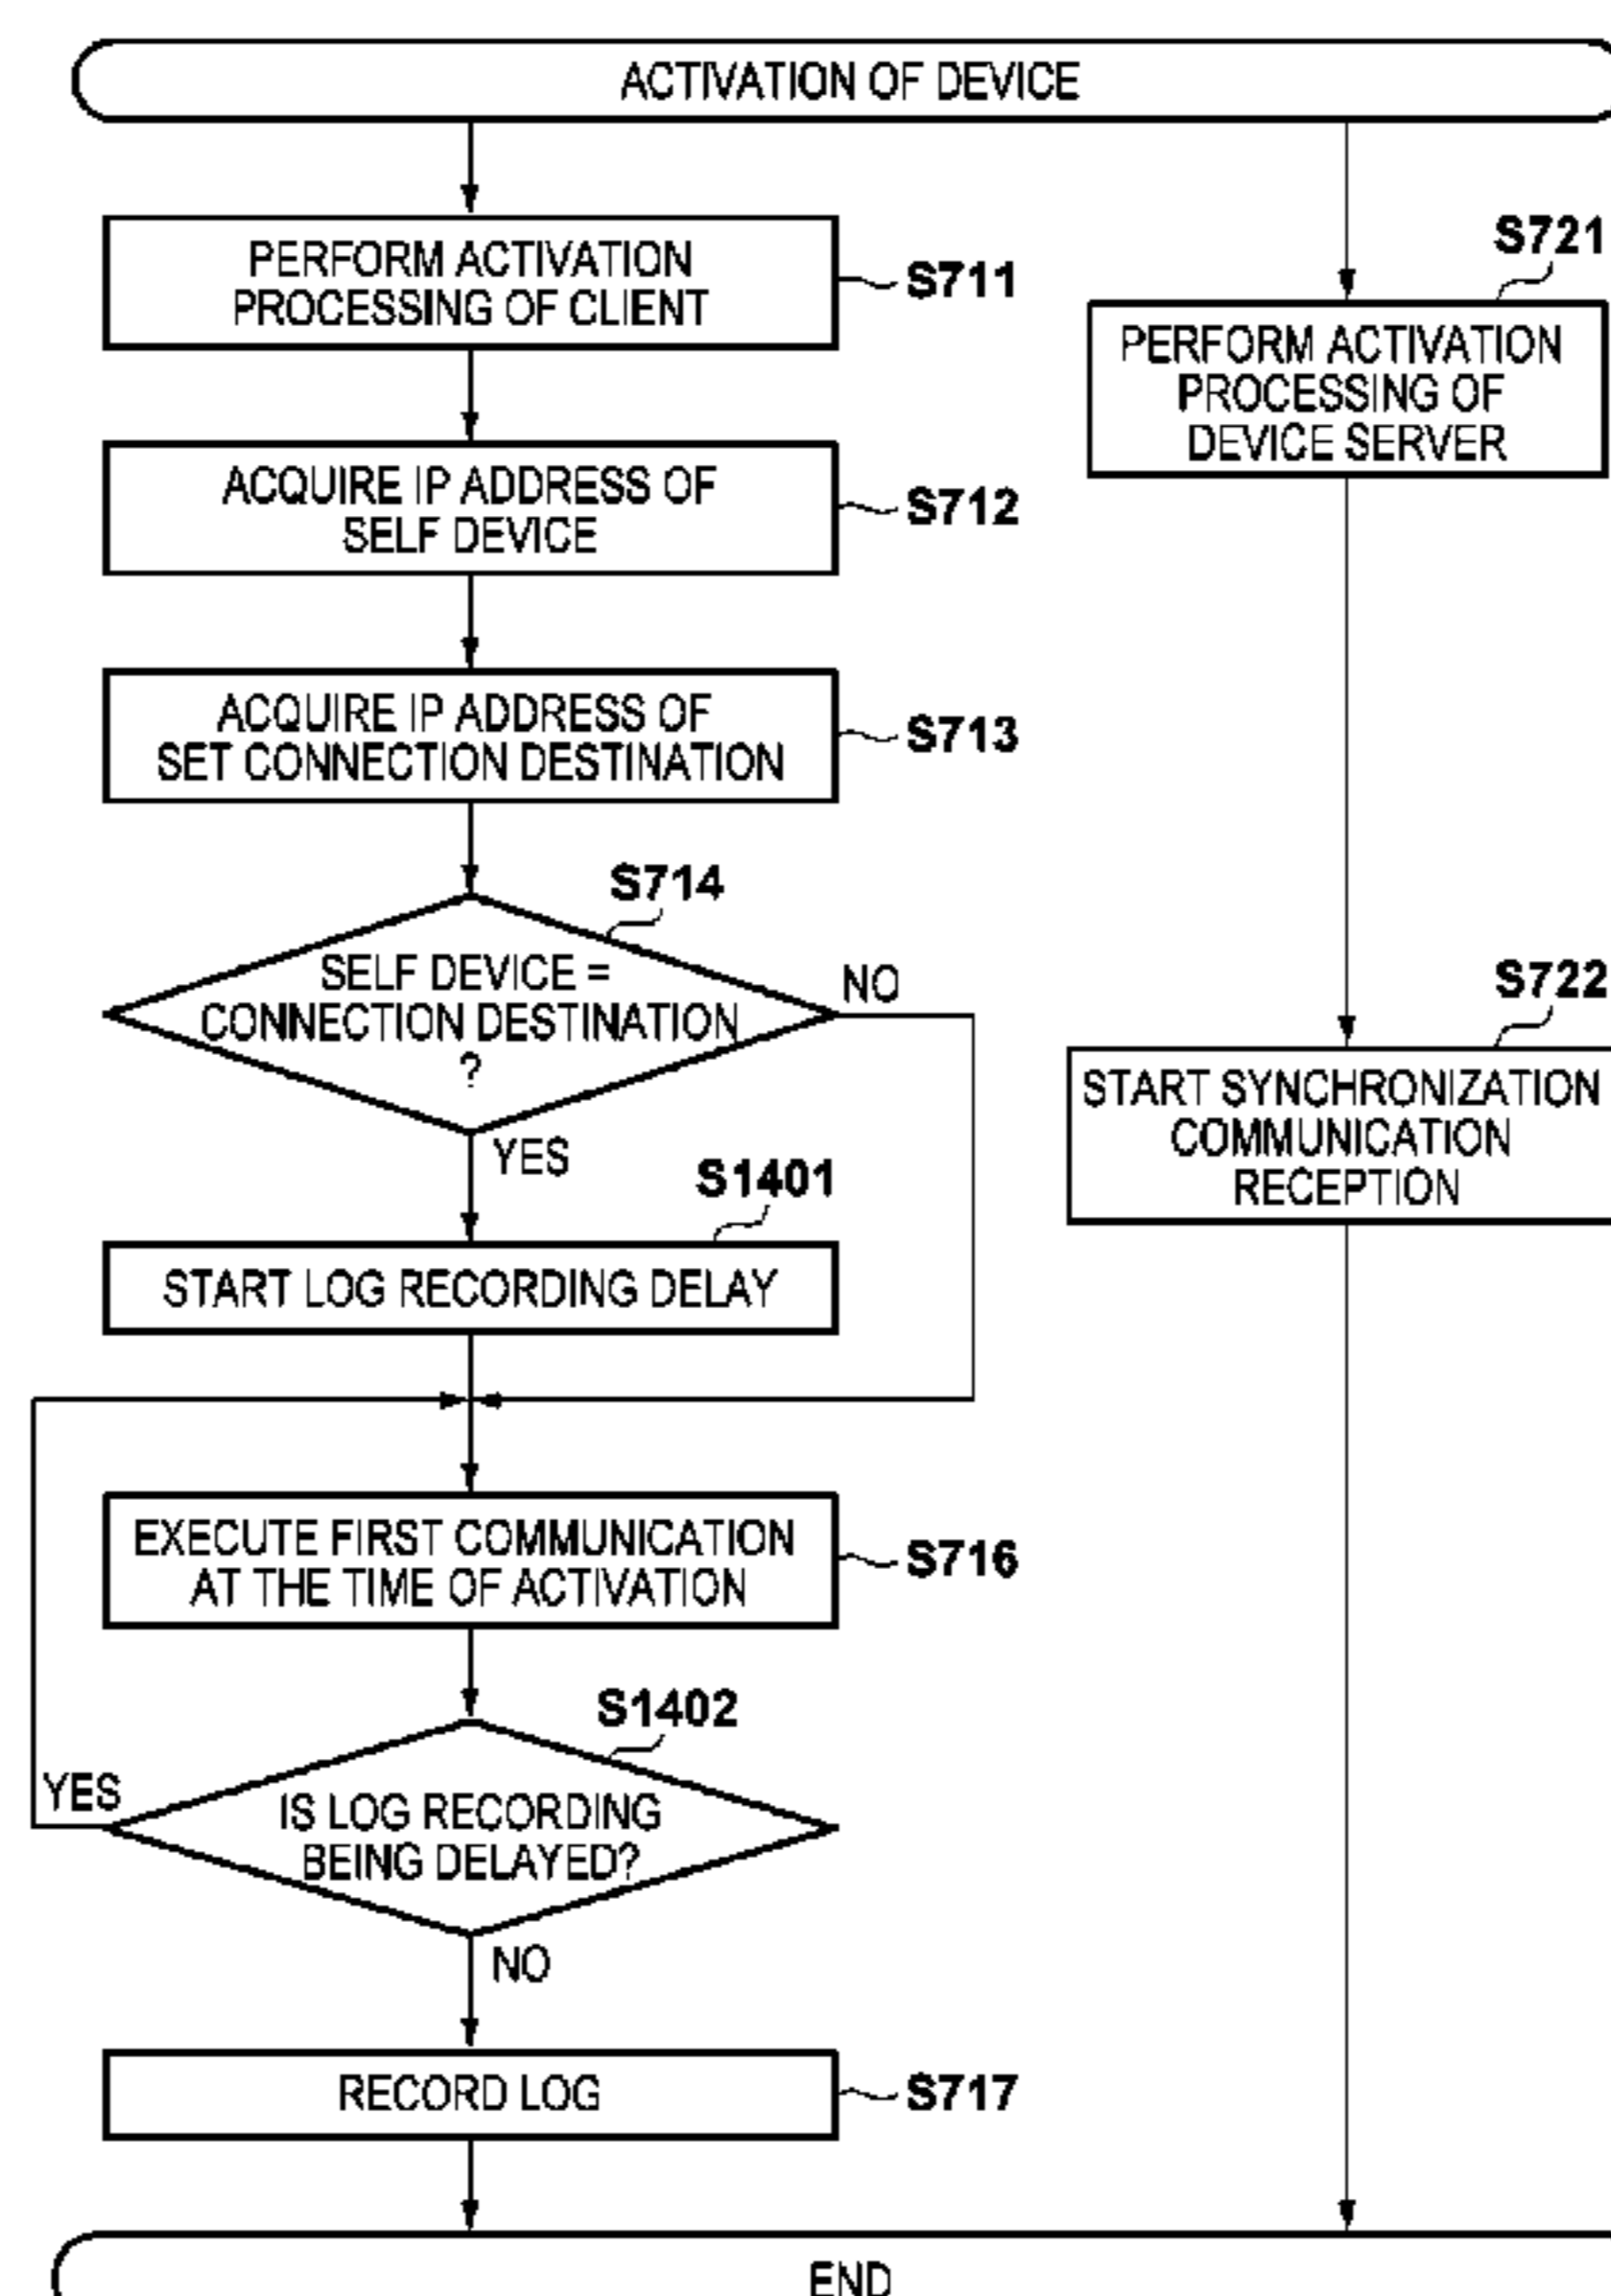 ACTIVATION OF DEVICE
PERFORM ACTIVATION
PROCESSING OF CLIENT
S711
ACQUIRE IP ADDRESS OF
SELF DEVICE
S712
ACQUIRE IP ADDRESS OF
SET CONNECTION DESTINATION
S713
S714
SELF DEVICE =
CONNECTION DESTINATION
?
NO
YES
S1401
START LOG RECORDING DELAY
EXECUTE FIRST COMMUNICATION
AT THE TIME OF ACTIVATION
S716
S1402
YES
IS LOG RECORDING
BEING DELAYED?
NO
RECORD LOG
S717
S721
PERFORM ACTIVATION
PROCESSING OF
DEVICE SERVER
S722
START SYNCHRONIZATION
COMMUNICATION
RECEPTION
END